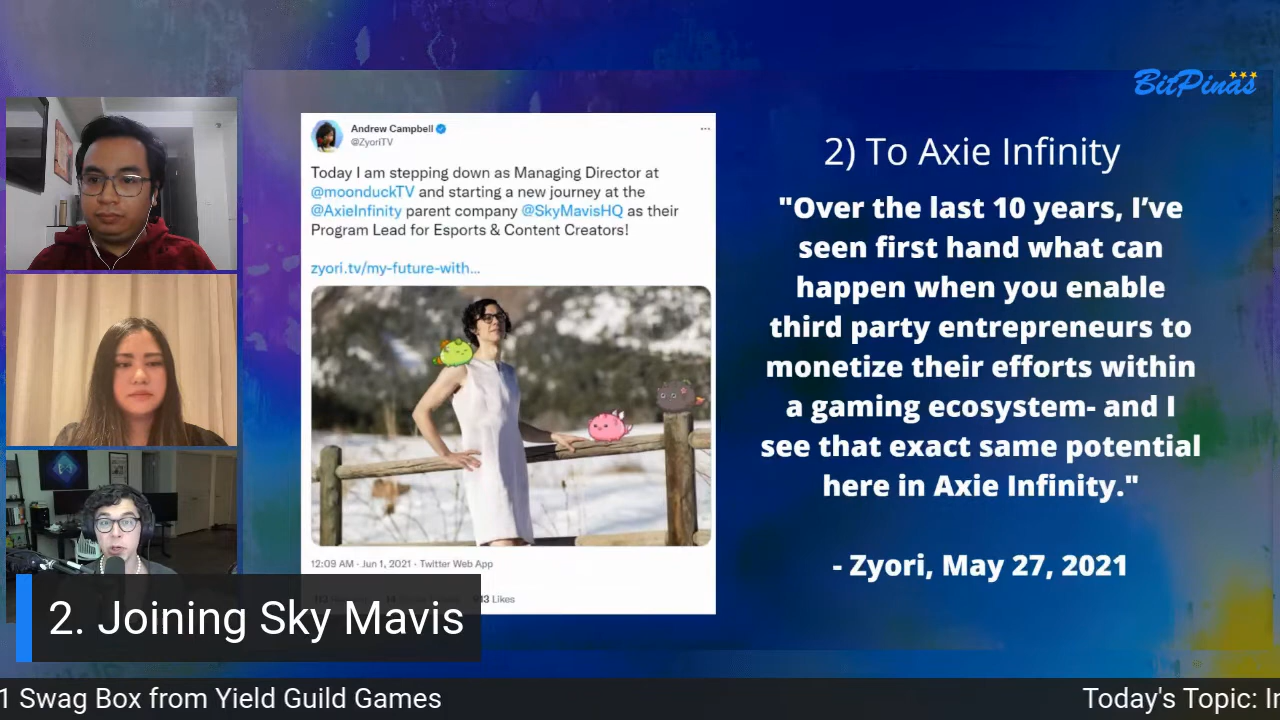 BitPinas
2) To Axie Infinity
Andrew Campbell
@ZyoriTV
Today I am stepping down as Managing Director at
@moonduckTV and starting a new journey at the
@AxieInfinity parent company @SkyMavisHQ as their
Program Lead for Esports & Content Creators!
zyori.tv/my-future-with...
12:09 AM · Jun 1, 2021 · Twitter Web App
Likes
"Over the last 10 years, I’ve
seen first hand what can
happen when you enable
third party entrepreneurs to
monetize their efforts within
a gaming ecosystem- and I
see that exact same potential
here in Axie Infinity."
- Zyori, May 27, 2021
2. Joining Sky Mavis
1 Swag Box from Yield Guild Games
Today's Topic: